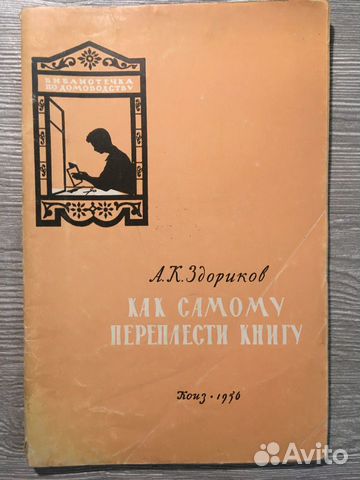 БИБЛИОТЕЧКА
ПО ДОМОВОДСТВУ
А.К.Здориков
КАК САМОМУ
ПЕРЕПЛЕСТИ КНИГУ
Коиз · 1956
Avito